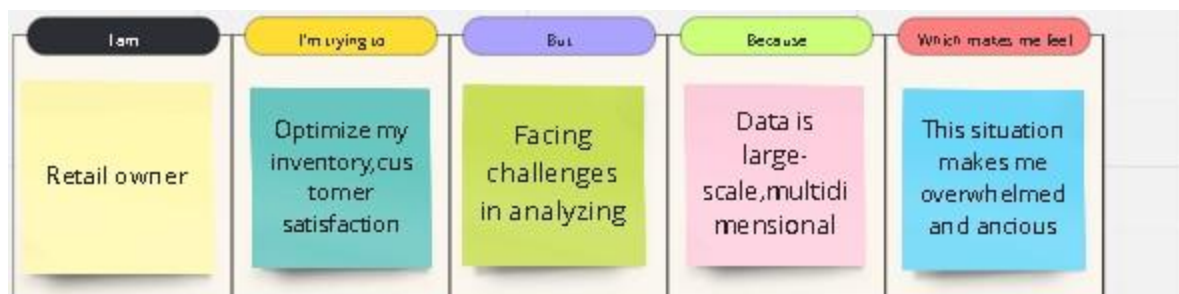 I am
I'm trying to
But
Because
Which makes me feel
Retail owner
Optimize my
inventory,cus
tomer
satisfaction
Facing
challenges
in analyzing
Data is
large-
scale,multidi
mensional
This situation
makes me
overwhelmed
and ancious